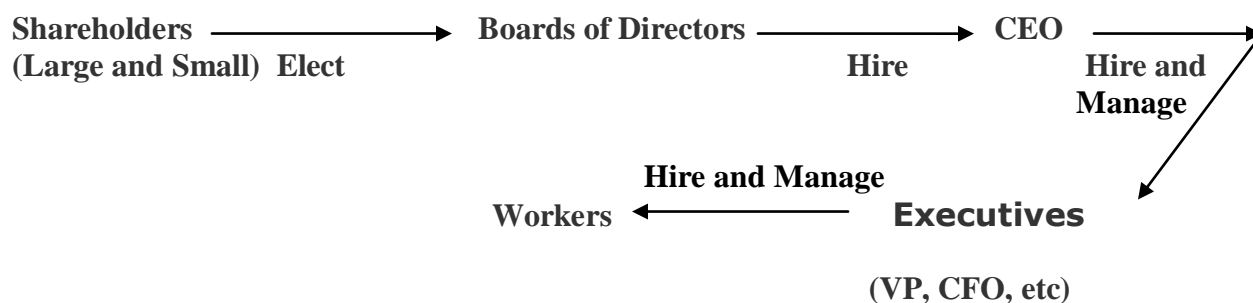 Shareholders Boards of Directors CEO
(Large and Small) Elect Hire Hire and
Manage
Hire and Manage
Workers Executives
(VP, CFO, etc)